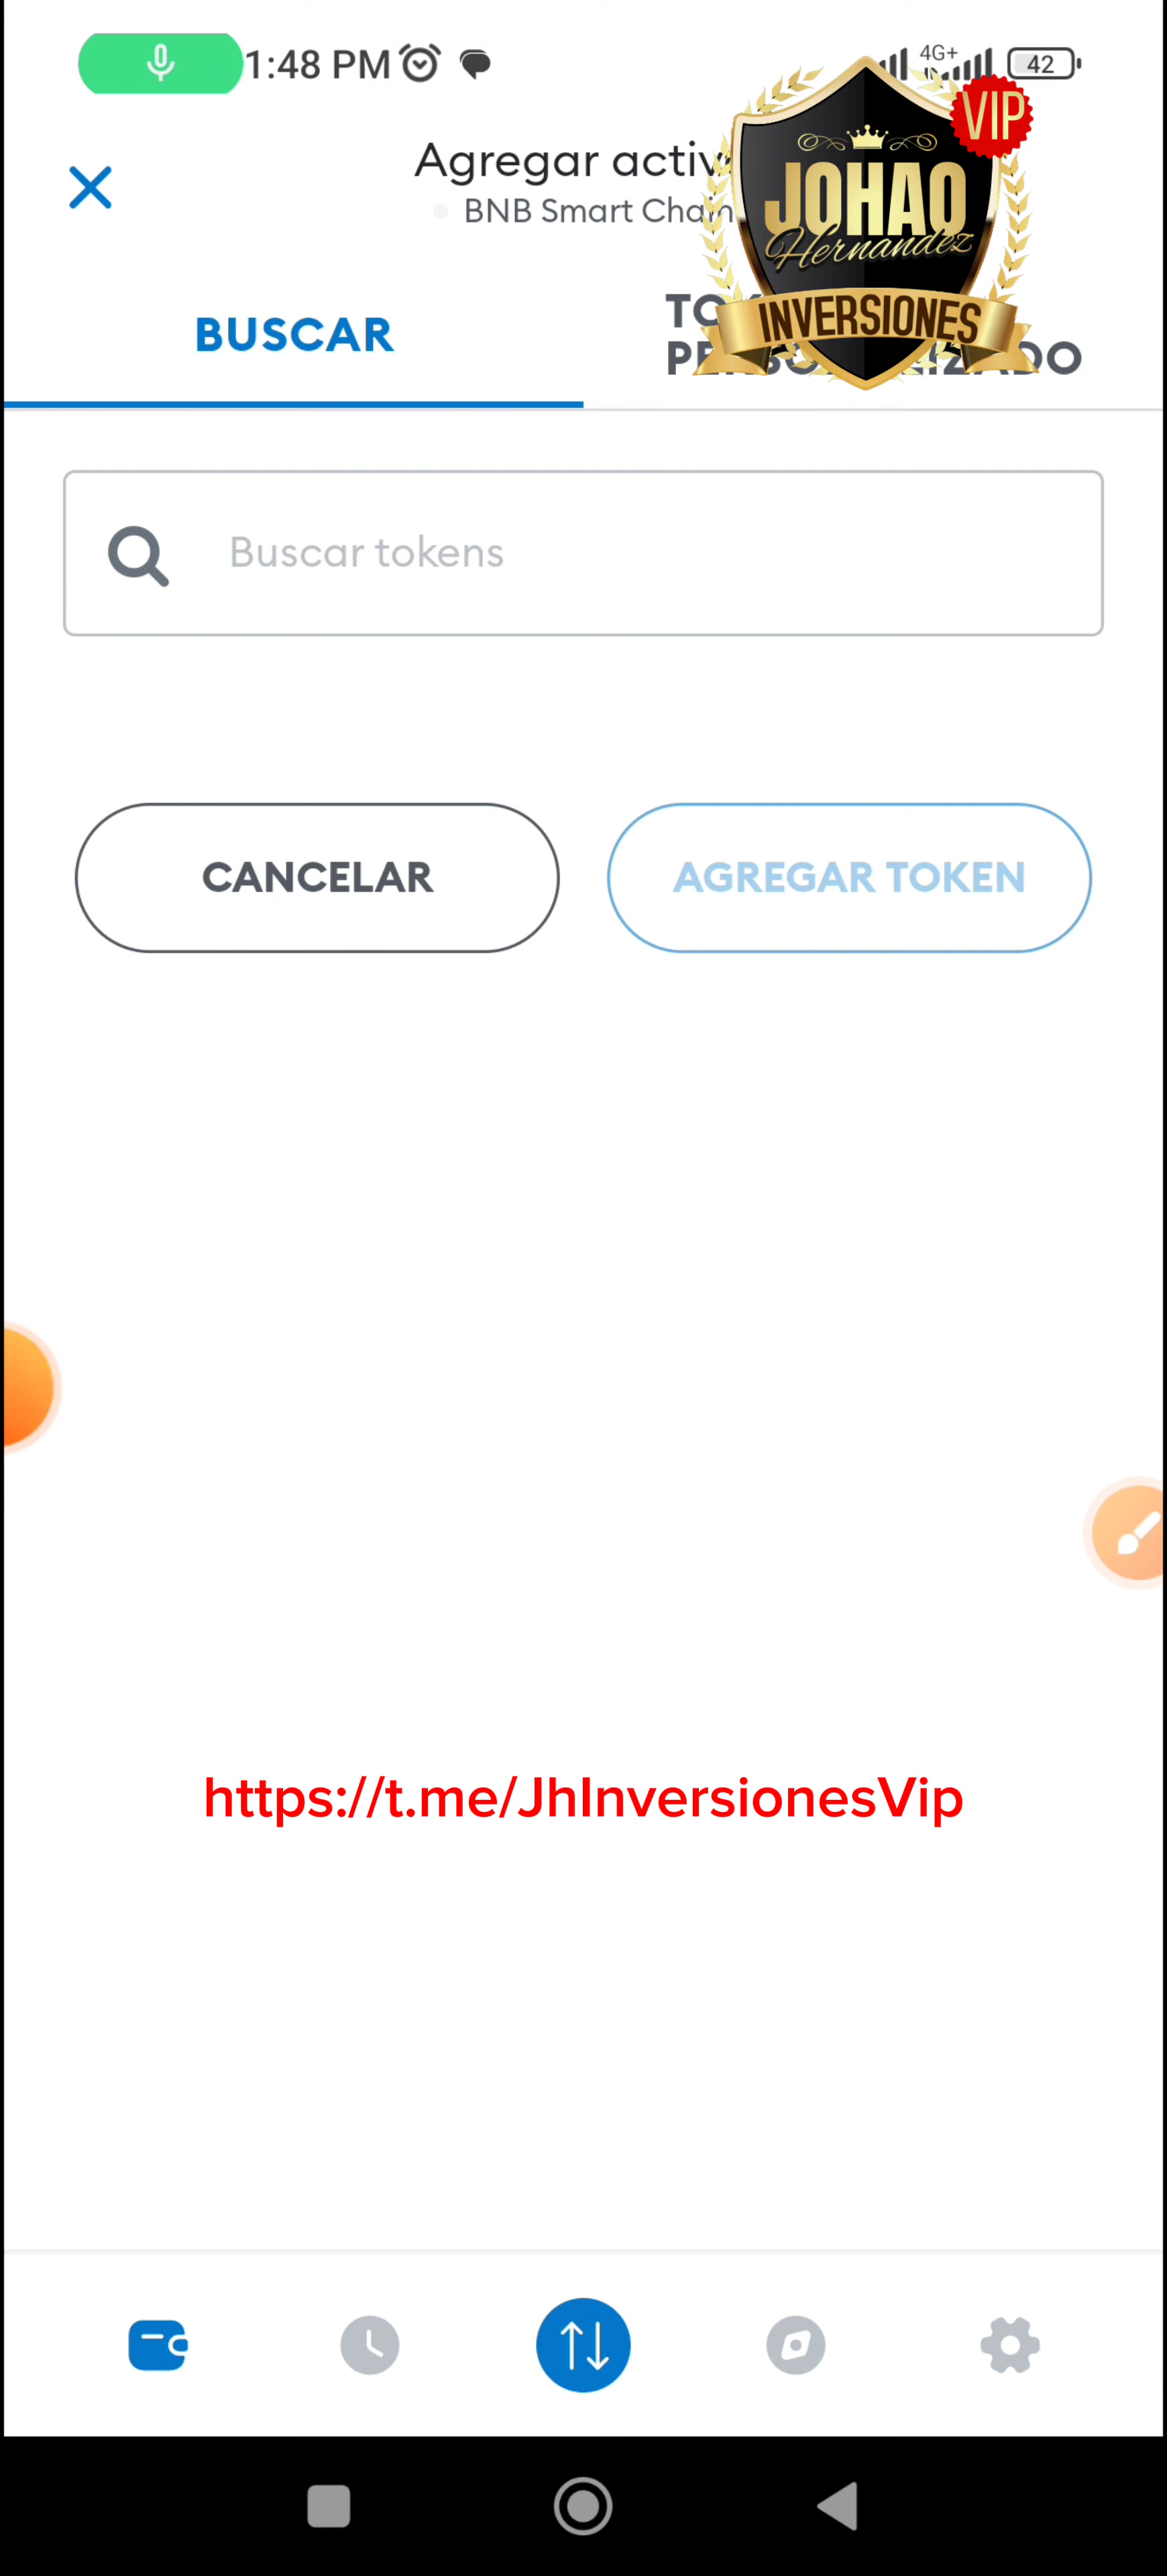 1:48 PM
4G+
42
VIP
Agregar activ
BNB Smart Chain
JOHAO
Hernandez
INVERSIONES
BUSCAR
Buscar tokens
CANCELAR
AGREGAR TOKEN
https://t.me/JhInversionesVip